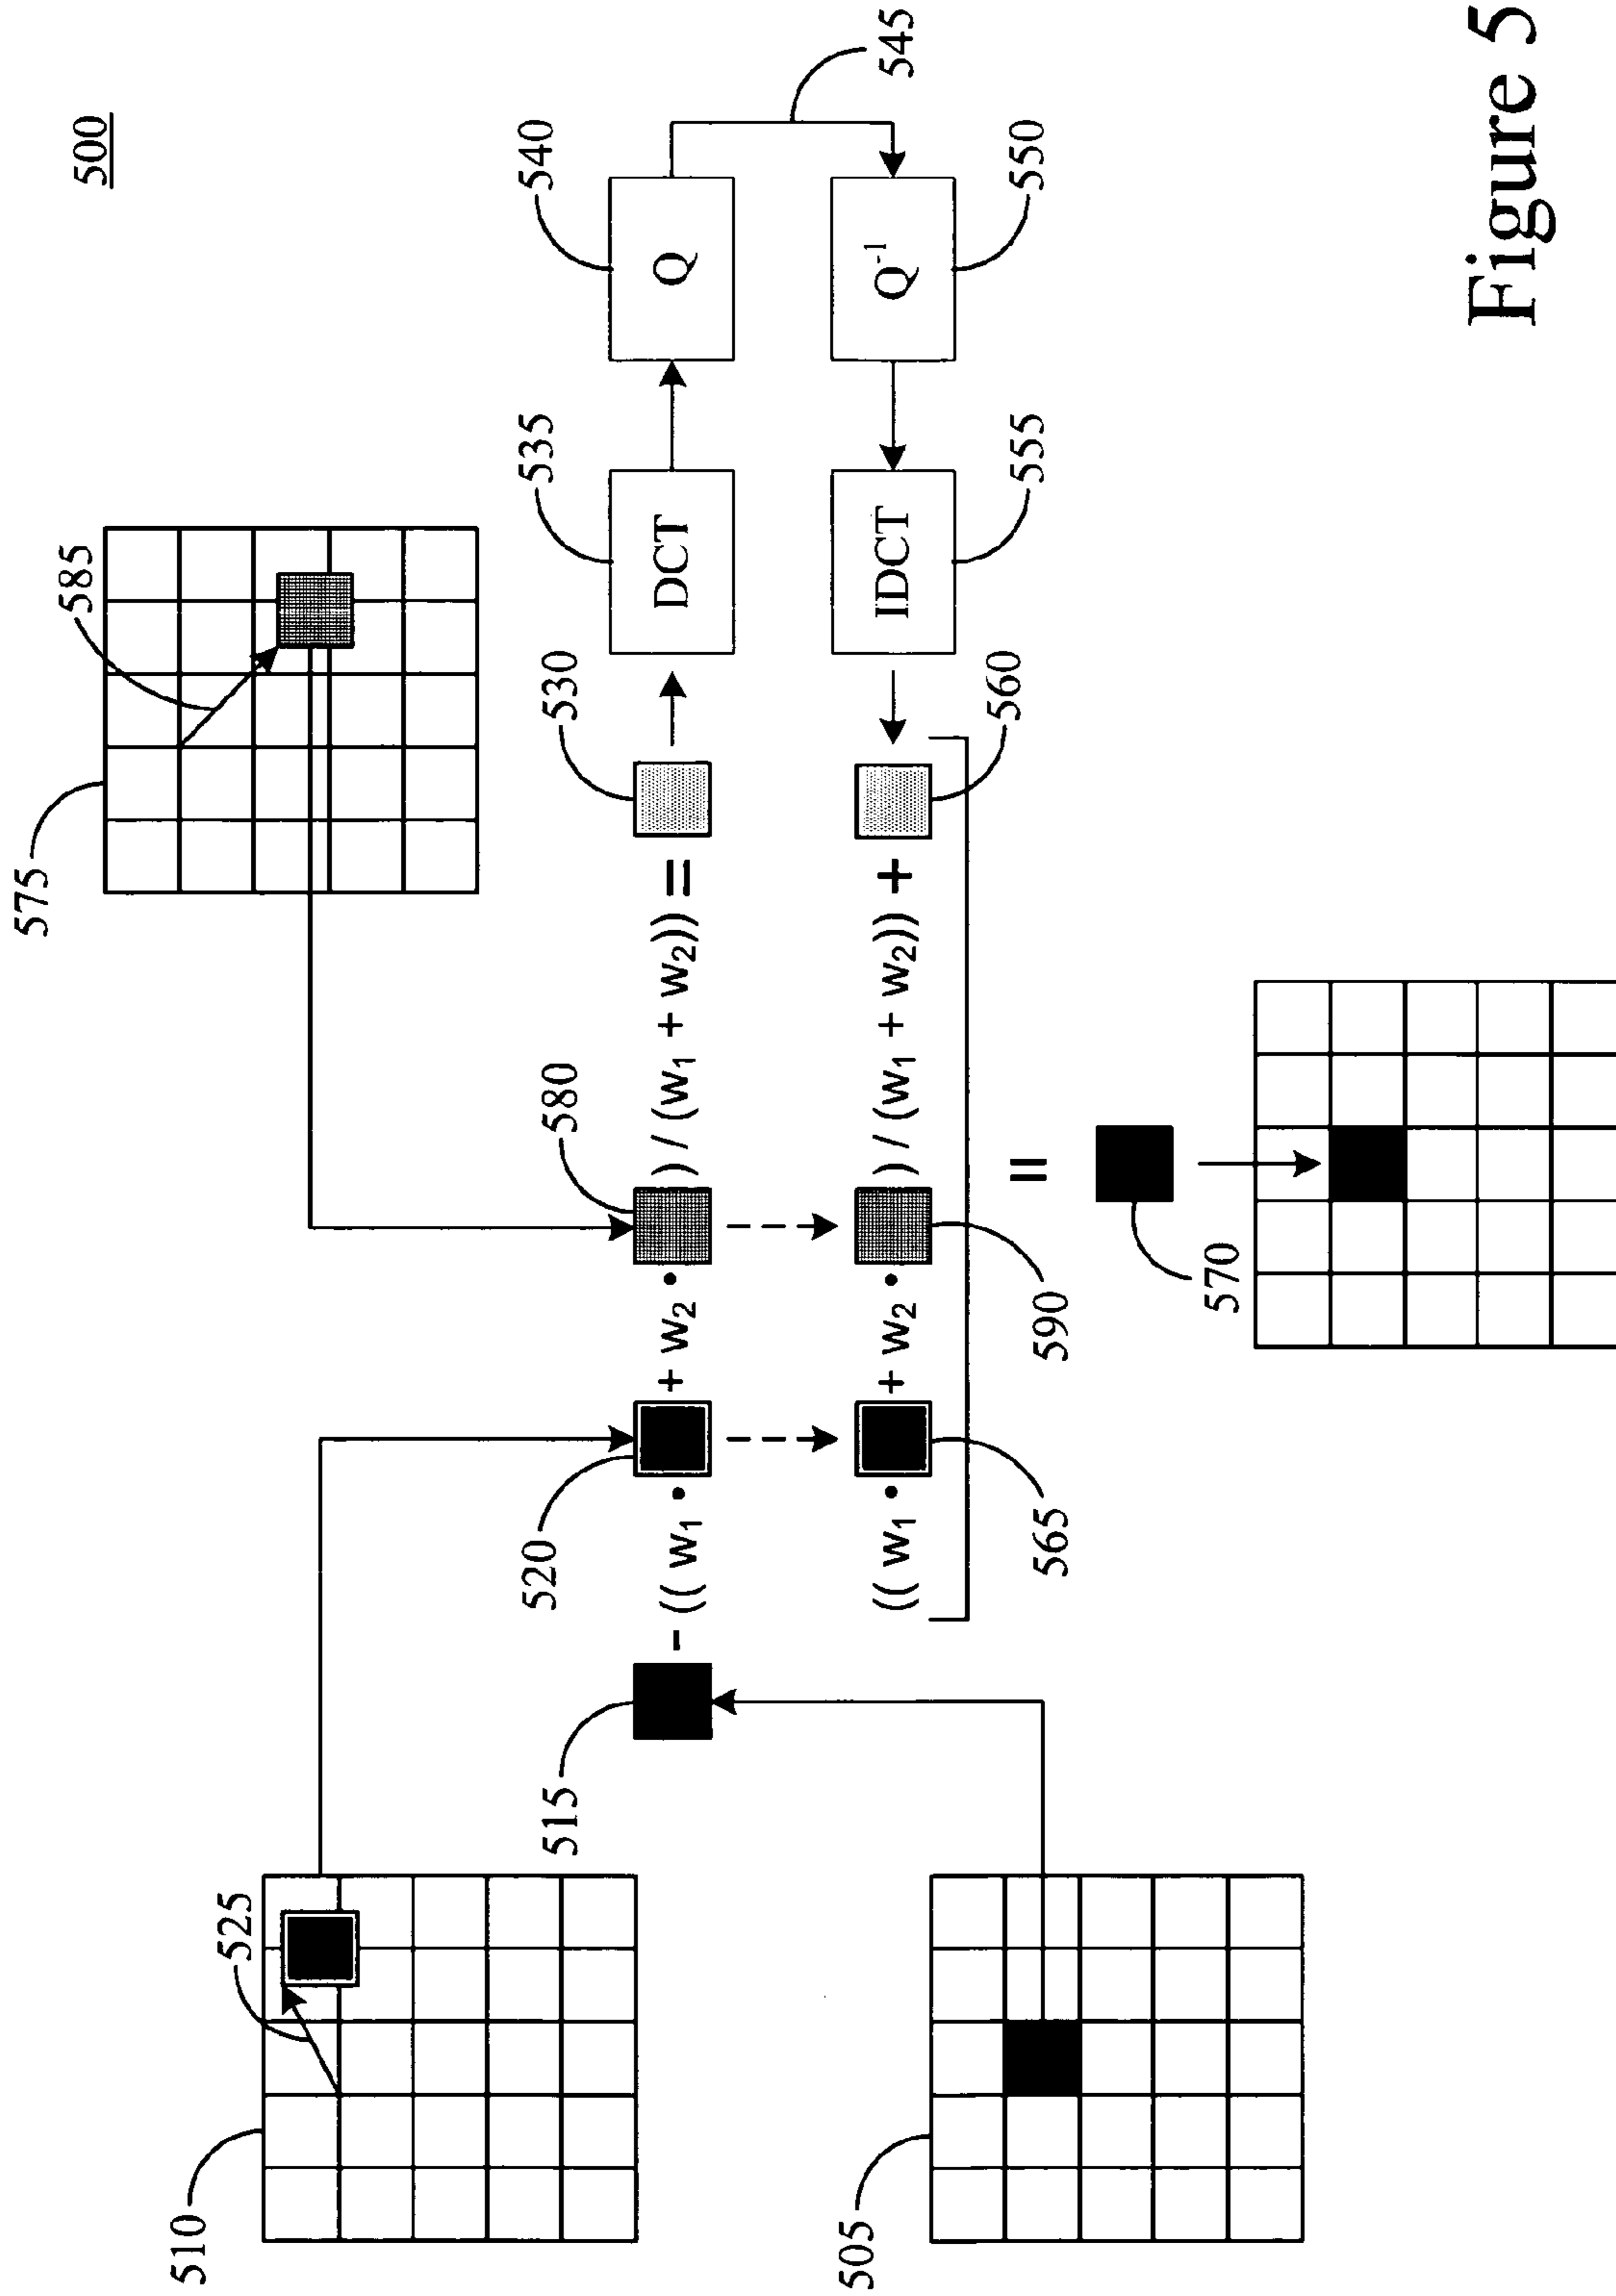 500
575
585
510
525
580
530
535
540
520
515
- (( w₁ • + w₂ • ) / (w₁ + w₂)) =
DCT
Q
545
(( w₁ • + w₂ • ) / (w₁ + w₂)) +
IDCT
Q⁻¹
505
565
590
560
555
550
=
570
Figure 5